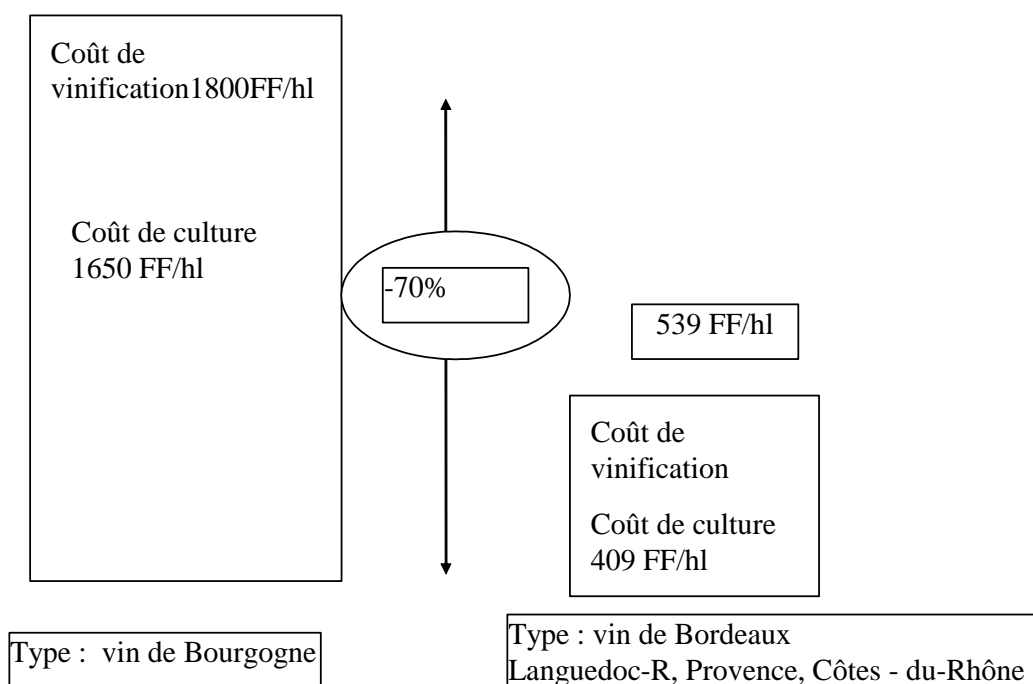 Coût de
vinification1800FF/hl
Coût de culture
1650 FF/hl
-70%
539 FF/hl
Coût de
vinification
Coût de culture
409 FF/hl
Type : vin de Bourgogne
Type : vin de Bordeaux
Languedoc-R, Provence, Côtes - du-Rhône